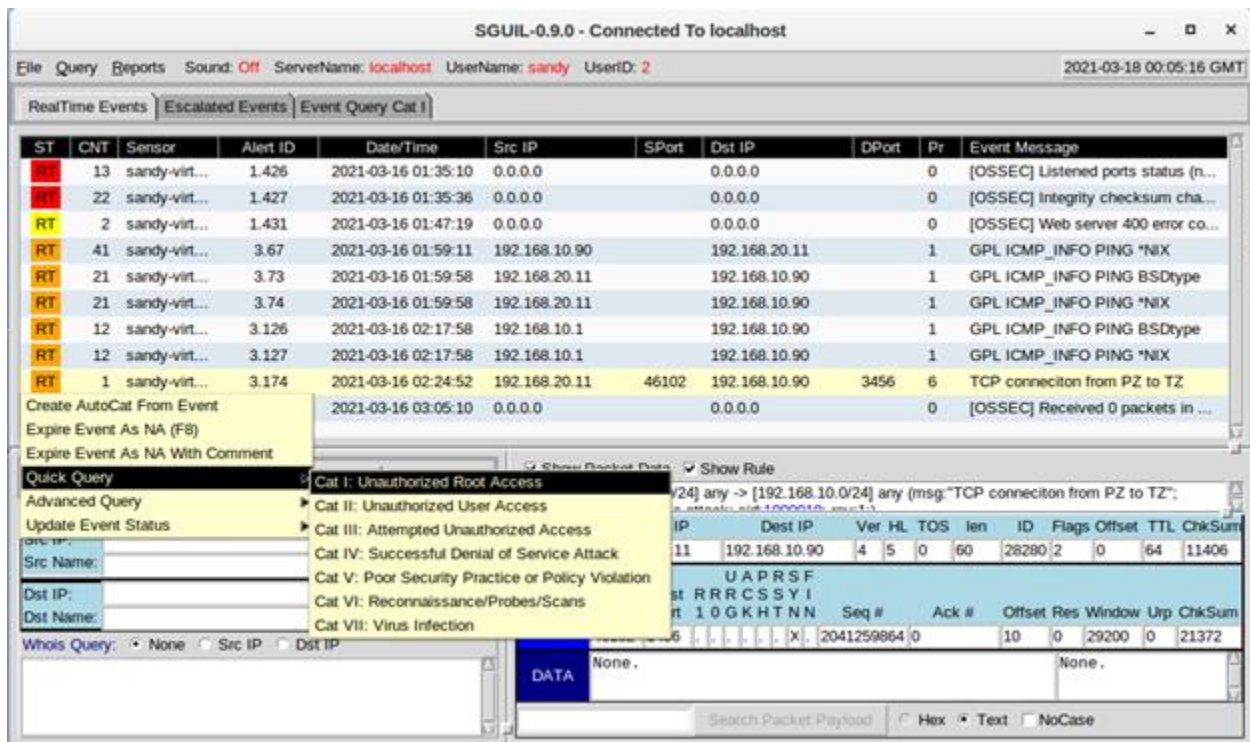 SGUIL-0.9.0 - Connected To localhost
File Query Reports Sound: Off ServerName: localhost UserName: sandy UserID: 2 2021-03-18 00:05:16 GMT
RealTime Events Escalated Events Event Query Cat I
ST CNT Sensor Alert ID Date/Time Src IP SPort Dst IP DPort Pr Event Message
RT 13 sandy-virt... 1.426 2021-03-16 01:35:10 0.0.0.0 0.0.0.0 0 [OSSEC] Listened ports status (n...
RT 22 sandy-virt... 1.427 2021-03-16 01:35:36 0.0.0.0 0.0.0.0 0 [OSSEC] Integrity checksum cha...
RT 2 sandy-virt... 1.431 2021-03-16 01:47:19 0.0.0.0 0.0.0.0 0 [OSSEC] Web server 400 error co...
RT 41 sandy-virt... 3.67 2021-03-16 01:59:11 192.168.10.90 192.168.20.11 1 GPL ICMP_INFO PING *NIX
RT 21 sandy-virt... 3.73 2021-03-16 01:59:58 192.168.20.11 192.168.10.90 1 GPL ICMP_INFO PING BSDtype
RT 21 sandy-virt... 3.74 2021-03-16 01:59:58 192.168.20.11 192.168.10.90 1 GPL ICMP_INFO PING *NIX
RT 12 sandy-virt... 3.126 2021-03-16 02:17:58 192.168.10.1 192.168.10.90 1 GPL ICMP_INFO PING BSDtype
RT 12 sandy-virt... 3.127 2021-03-16 02:17:58 192.168.10.1 192.168.10.90 1 GPL ICMP_INFO PING *NIX
RT 1 sandy-virt... 3.174 2021-03-16 02:24:52 192.168.20.11 46102 192.168.10.90 3456 6 TCP conneciton from PZ to TZ
2021-03-16 03:05:10 0.0.0.0 0.0.0.0 0 [OSSEC] Received 0 packets in ...
Create AutoCat From Event
Expire Event As NA (F8)
Expire Event As NA With Comment
Quick Query
Advanced Query
Update Event Status
Cat I: Unauthorized Root Access
Cat II: Unauthorized User Access
Cat III: Attempted Unauthorized Access
Cat IV: Successful Denial of Service Attack
Cat V: Poor Security Practice or Policy Violation
Cat VI: Reconnaissance/Probes/Scans
Cat VII: Virus Infection
Src IP:
Src Name:
Dst IP:
Dst Name:
Whois Query: None Src IP Dst IP
Show Packet Data Show Rule
/24] any -> [192.168.10.0/24] any (msg:"TCP conneciton from PZ to TZ";
IP Dest IP Ver HL TOS len ID Flags Offset TTL ChkSum
11 192.168.10.90 4 5 0 60 28280 2 0 64 11406
U A P R S F
R R R C S S Y I
1 0 G K H T N N Seq # Ack # Offset Res Window Urp ChkSum
. . . . . . X . 2041259864 0 10 0 29200 0 21372
DATA None. None.
Search Packet Payload Hex Text NoCase